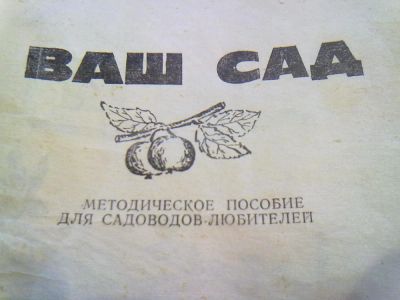 ВАШ САД
МЕТОДИЧЕСКОЕ ПОСОБИЕ
ДЛЯ САДОВОДОВ-ЛЮБИТЕЛЕЙ